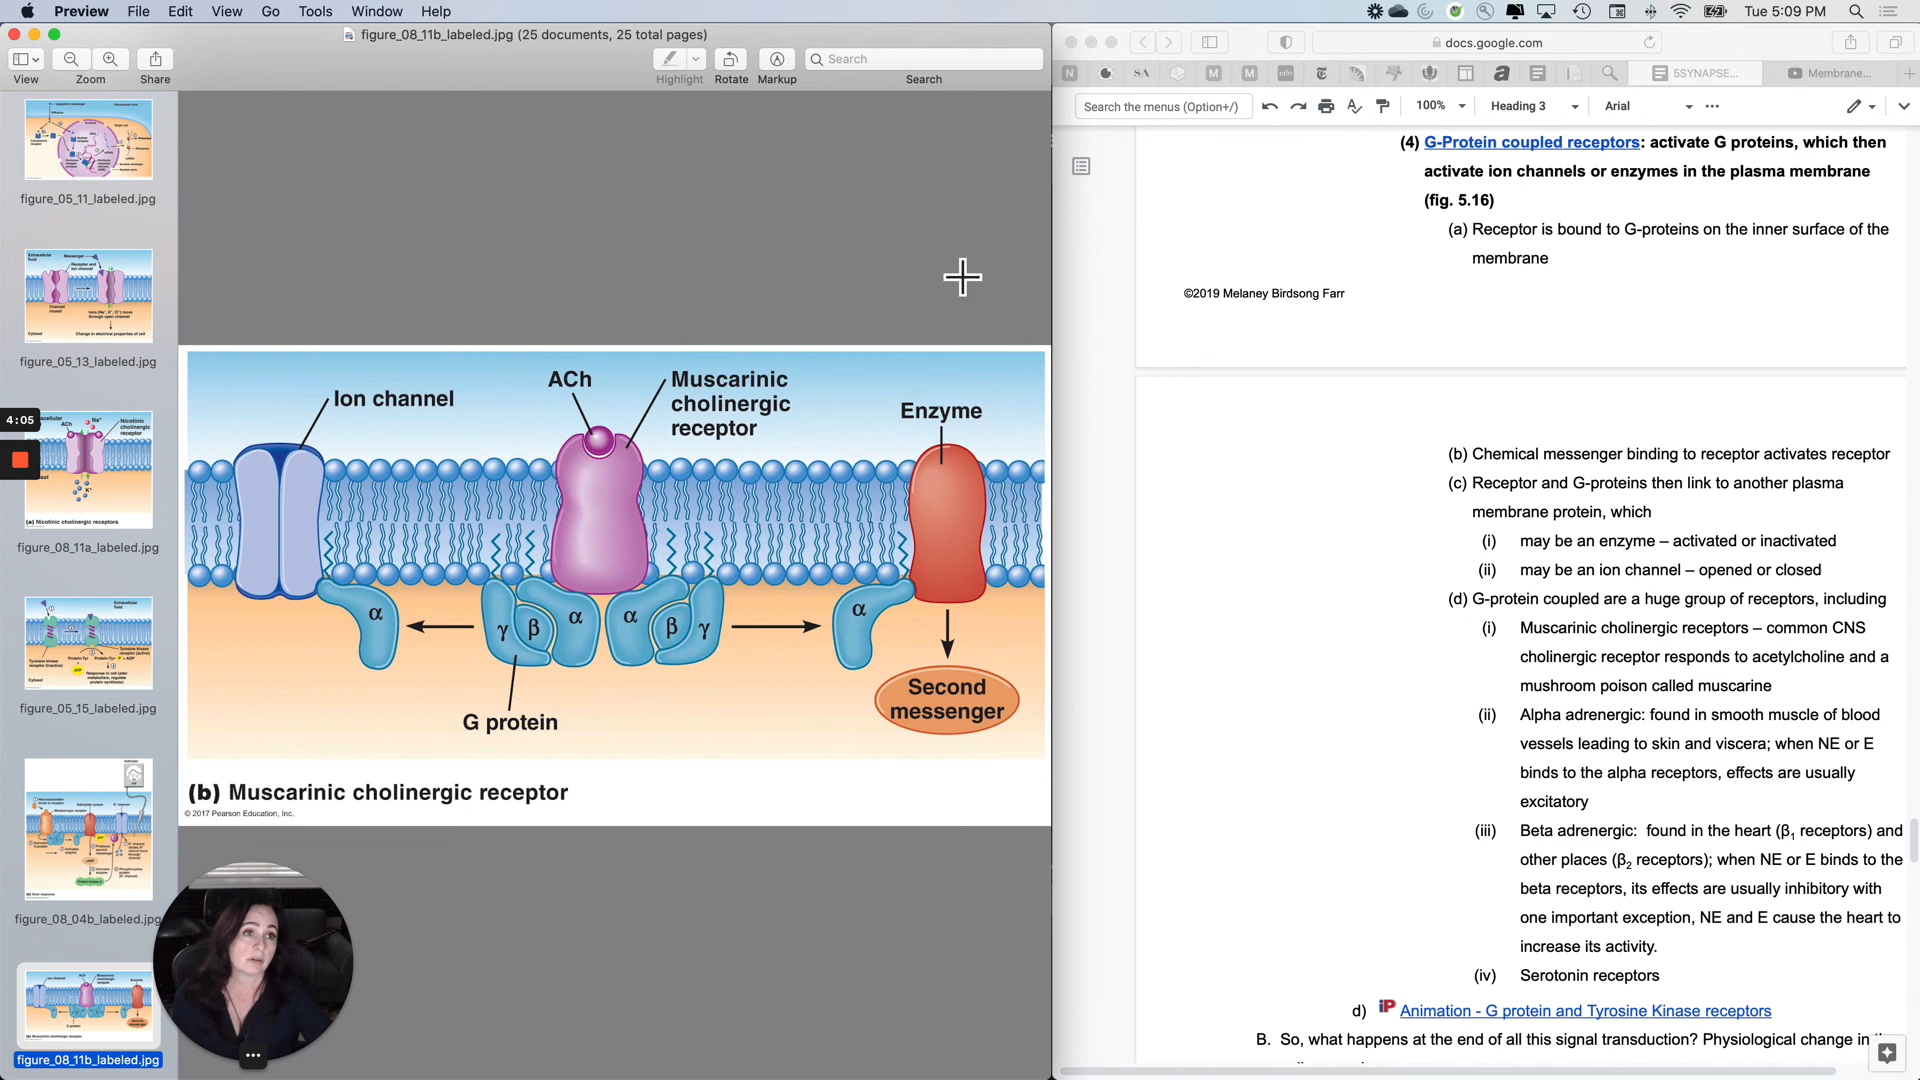 Preview File Edit View Go Tools Window Help
Tue 5:09 PM
figure_08_11b_labeled.jpg (25 documents, 25 total pages)
View
Zoom
Share
Highlight
Rotate
Markup
Search
Search
figure_05_11_labeled.jpg
figure_05_13_labeled.jpg
4:05
(a) Nicotinic cholinergic receptors
figure_08_11a_labeled.jpg
figure_05_15_labeled.jpg
figure_08_04b_labeled.jpg
figure_08_11b_labeled.jpg
Ion channel
ACh
Muscarinic
cholinergic
receptor
Enzyme
α
γ
β
α
α
β
γ
α
G protein
Second
messenger
(b) Muscarinic cholinergic receptor
© 2017 Pearson Education, Inc.
docs.google.com
5SYNAPSE...
Membrane...
Search the menus (Option+/)
100%
Heading 3
Arial
(4) G-Protein coupled receptors: activate G proteins, which then
activate ion channels or enzymes in the plasma membrane
(fig. 5.16)
(a) Receptor is bound to G-proteins on the inner surface of the
membrane
©2019 Melaney Birdsong Farr
(b) Chemical messenger binding to receptor activates receptor
(c) Receptor and G-proteins then link to another plasma
membrane protein, which
(i) may be an enzyme – activated or inactivated
(ii) may be an ion channel – opened or closed
(d) G-protein coupled are a huge group of receptors, including
(i) Muscarinic cholinergic receptors – common CNS
cholinergic receptor responds to acetylcholine and a
mushroom poison called muscarine
(ii) Alpha adrenergic: found in smooth muscle of blood
vessels leading to skin and viscera; when NE or E
binds to the alpha receptors, effects are usually
excitatory
(iii) Beta adrenergic: found in the heart (β1 receptors) and
other places (β2 receptors); when NE or E binds to the
beta receptors, its effects are usually inhibitory with
one important exception, NE and E cause the heart to
increase its activity.
(iv) Serotonin receptors
d) iP Animation - G protein and Tyrosine Kinase receptors
B. So, what happens at the end of all this signal transduction? Physiological change in